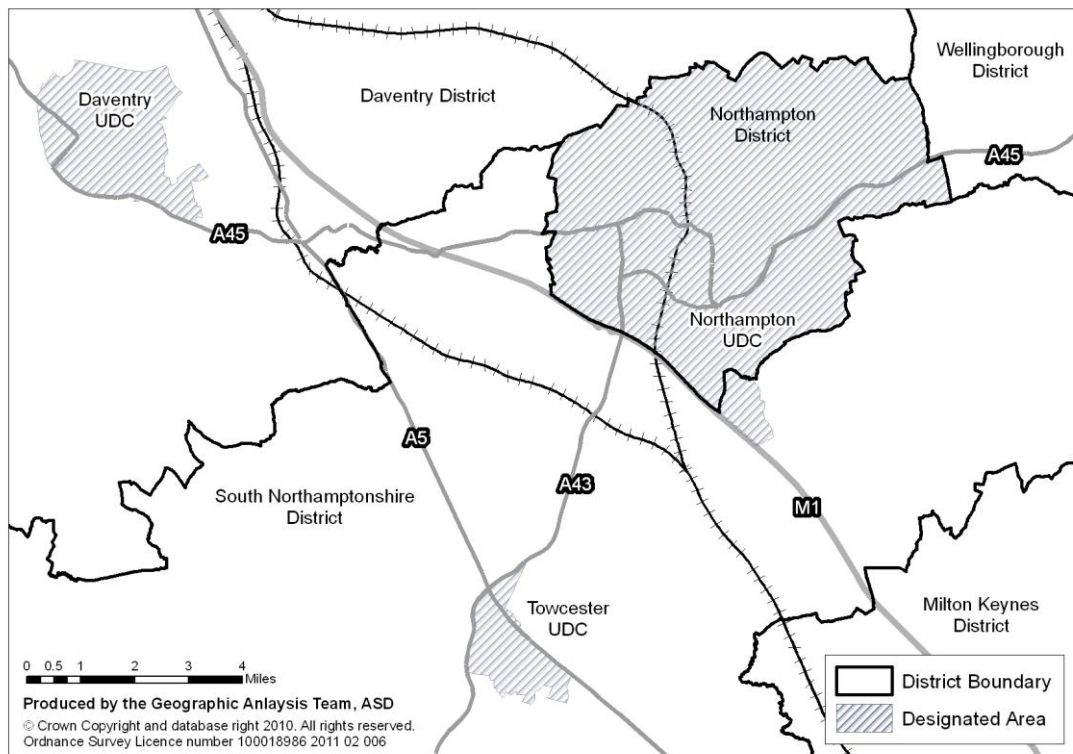 Daventry
UDC
Daventry District
Northampton
District
Wellingborough
District
A45
A45
Northampton
UDC
A5
A43
M1
South Northamptonshire
District
Towcester
UDC
Milton Keynes
District
0 0.5 1 2 3 4
Miles
Produced by the Geographic Anlaysis Team, ASD
© Crown Copyright and database right 2010. All rights reserved.
Ordnance Survey Licence number 100018986 2011 02 006
District Boundary
Designated Area